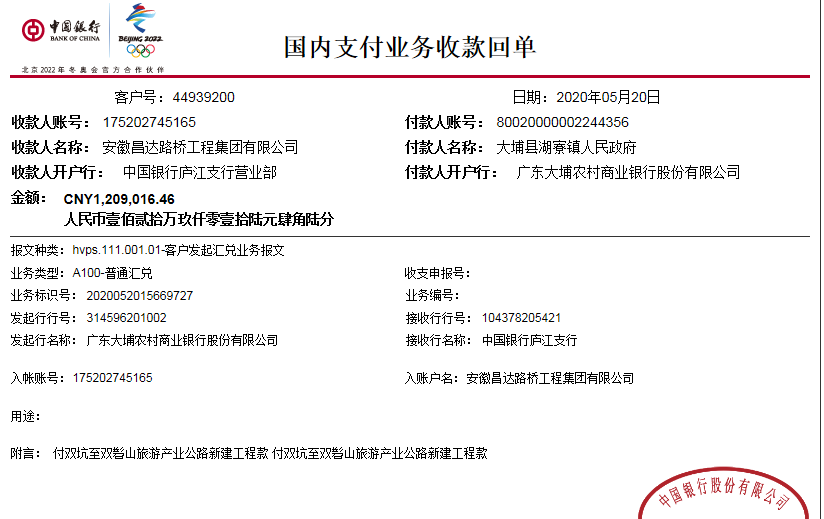 中国银行
BANK OF CHINA
BEIJING 2022
北京2022年冬奥会官方合作伙伴
国内支付业务收款回单
客户号：44939200 日期：2020年05月20日
收款人账号：175202745165 付款人账号：80020000002244356
收款人名称：安徽昌达路桥工程集团有限公司 付款人名称：大埔县湖寮镇人民政府
收款人开户行：中国银行庐江支行营业部 付款人开户行：广东大埔农村商业银行股份有限公司
金额：CNY1,209,016.46
人民币壹佰贰拾万玖仟零壹拾陆元肆角陆分
报文种类：hvps.111.001.01-客户发起汇兑业务报文
业务类型：A100-普通汇兑 收支申报号：
业务标识号：2020052015669727 业务编号：
发起行行号：314596201002 接收行行号：104378205421
发起行名称：广东大埔农村商业银行股份有限公司 接收行名称：中国银行庐江支行
入帐账号：175202745165 入账户名：安徽昌达路桥工程集团有限公司
用途：
附言：付双坑至双髻山旅游产业公路新建工程款 付双坑至双髻山旅游产业公路新建工程款
中国银行股份有限公司